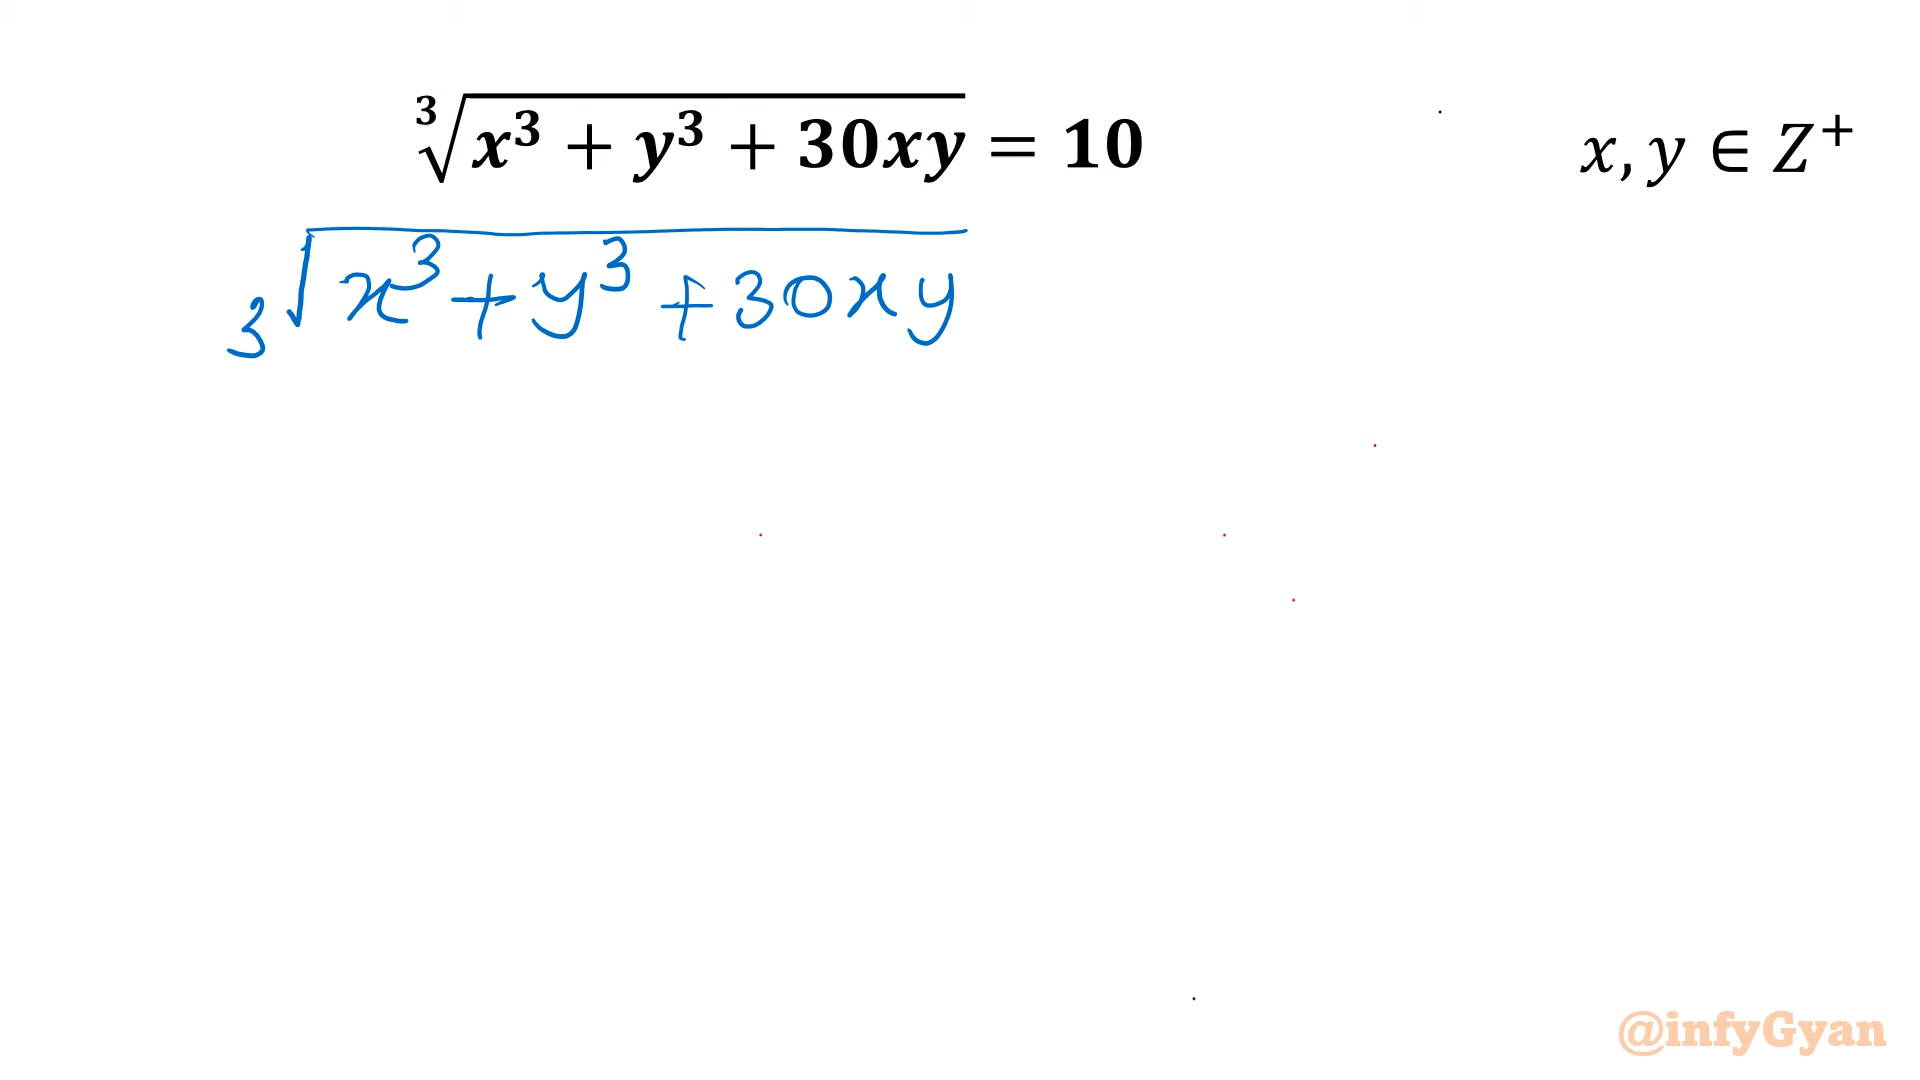 ∛(x³ + y³ + 30xy) = 10
x, y ∈ Z⁺
∛(x³ + y³ + 30xy)
@infyGyan